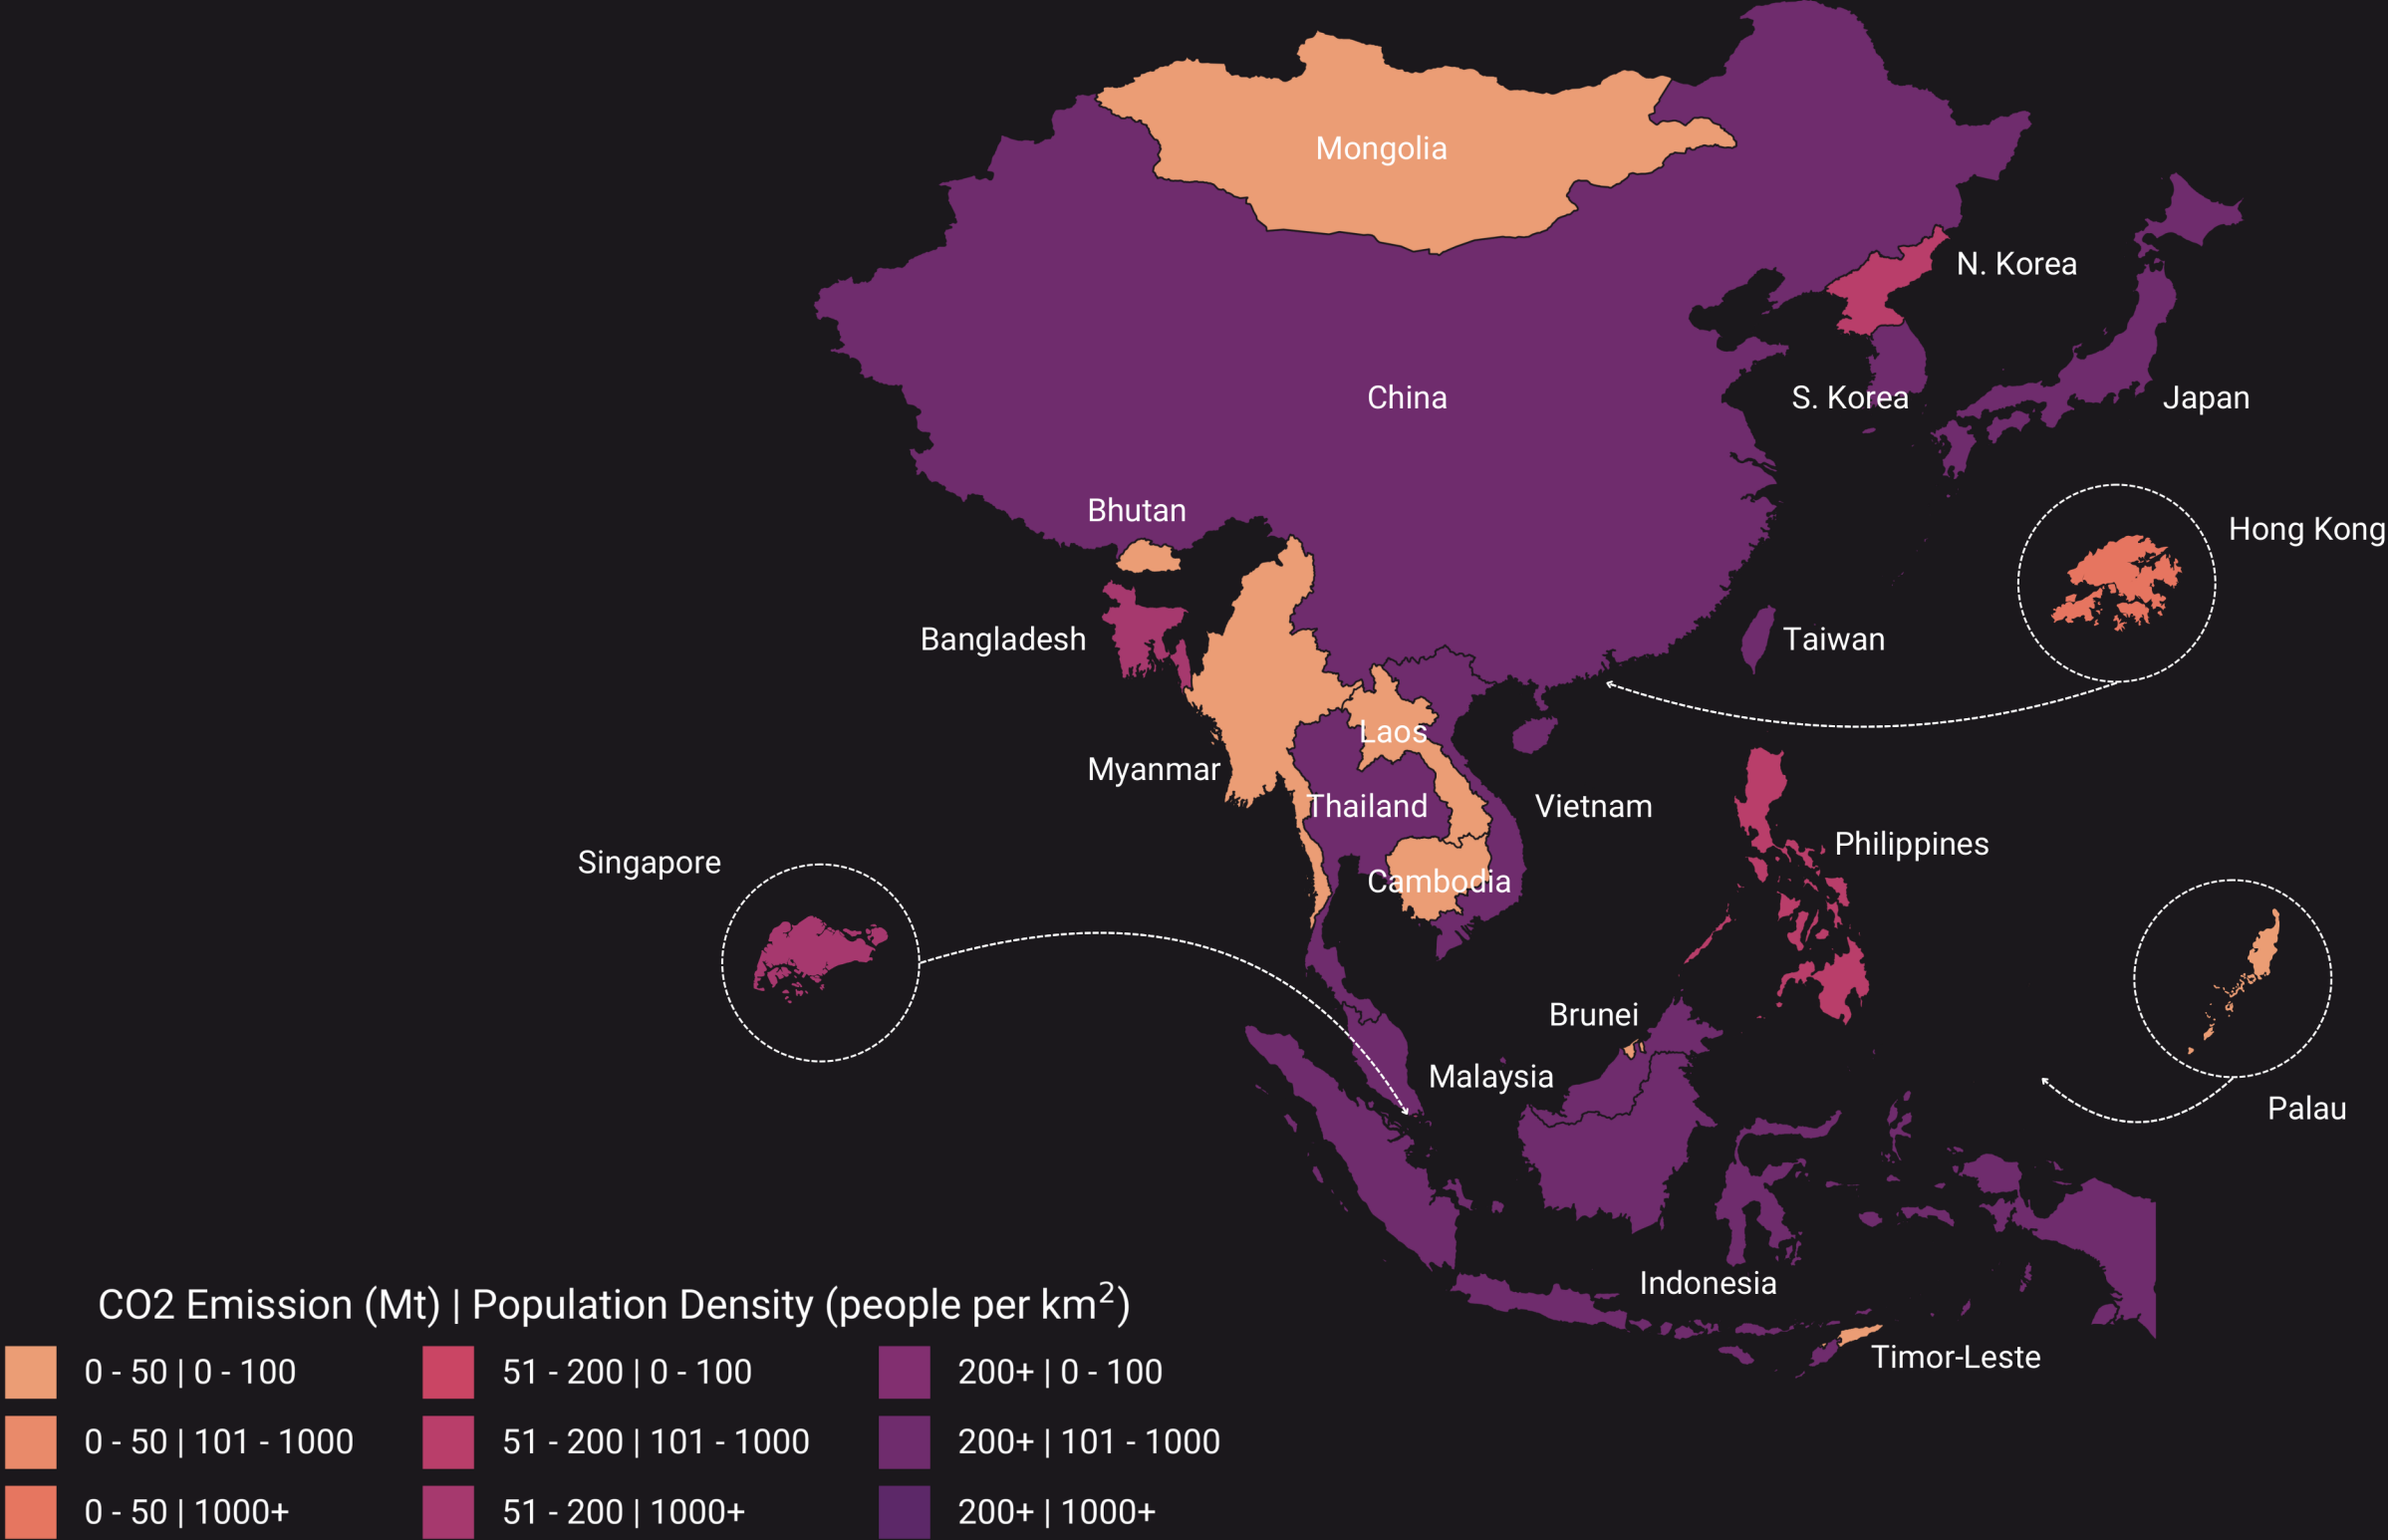 Mongolia
N. Korea
China
S. Korea
Japan
Bhutan
Hong Kong
Bangladesh
Taiwan
Laos
Myanmar
Thailand
Vietnam
Philippines
Singapore
Cambodia
Brunei
Malaysia
Palau
Indonesia
Timor-Leste
CO2 Emission (Mt) | Population Density (people per km²)
0 - 50 | 0 - 100
51 - 200 | 0 - 100
200+ | 0 - 100
0 - 50 | 101 - 1000
51 - 200 | 101 - 1000
200+ | 101 - 1000
0 - 50 | 1000+
51 - 200 | 1000+
200+ | 1000+